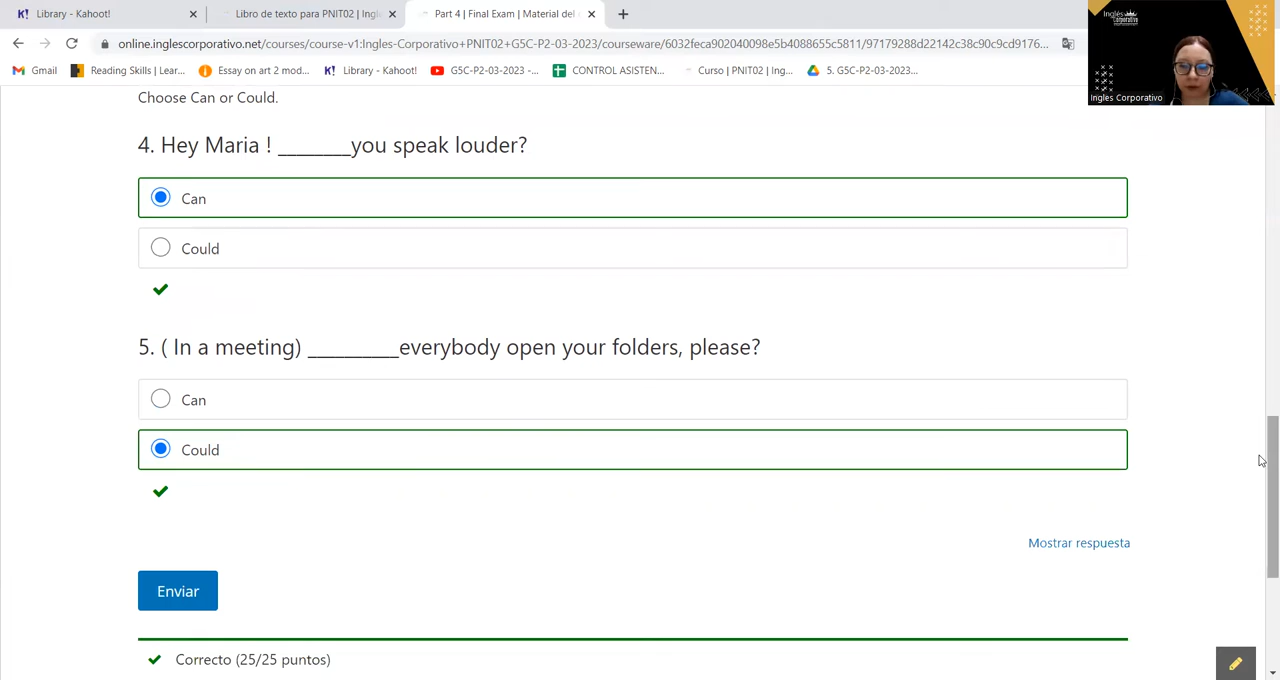 Library - Kahoot!
Libro de texto para PNIT02 | Ingl
Part 4 | Final Exam | Material del
online.inglescorporativo.net/courses/course-v1:Ingles-Corporativo+PNIT02+G5C-P2-03-2023/courseware/6032feca902040098e5b4088655c5811/97179288d22142c38c90c9cd9176...
Gmail
Reading Skills | Lear...
Essay on art 2 mod...
Library - Kahoot!
G5C-P2-03-2023 -...
CONTROL ASISTEN...
Curso | PNIT02 | Ing...
5. G5C-P2-03-2023...
Inglés
Corporativo
Ingles Corporativo
Choose Can or Could.
4. Hey Maria ! ________you speak louder?
Can
Could
5. ( In a meeting) __________everybody open your folders, please?
Can
Could
Mostrar respuesta
Enviar
Correcto (25/25 puntos)